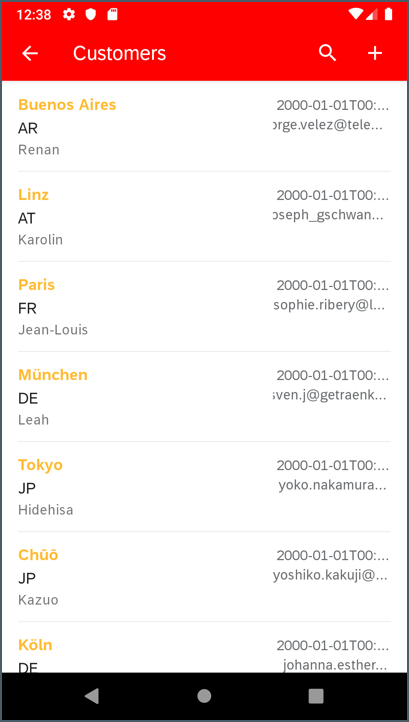 12:38
Customers
Buenos Aires
2000-01-01T00:...
AR
orge.velez@tele...
Renan
Linz
2000-01-01T00:...
AT
oseph_gschwan...
Karolin
Paris
2000-01-01T00:...
FR
sophie.ribery@l...
Jean-Louis
München
2000-01-01T00:...
DE
sven.j@getraenk...
Leah
Tokyo
2000-01-01T00:...
JP
yoko.nakamura...
Hidehisa
Chūō
2000-01-01T00:...
JP
yoshiko.kakuji@...
Kazuo
Köln
2000-01-01T00:...
DE
johanna.esther...